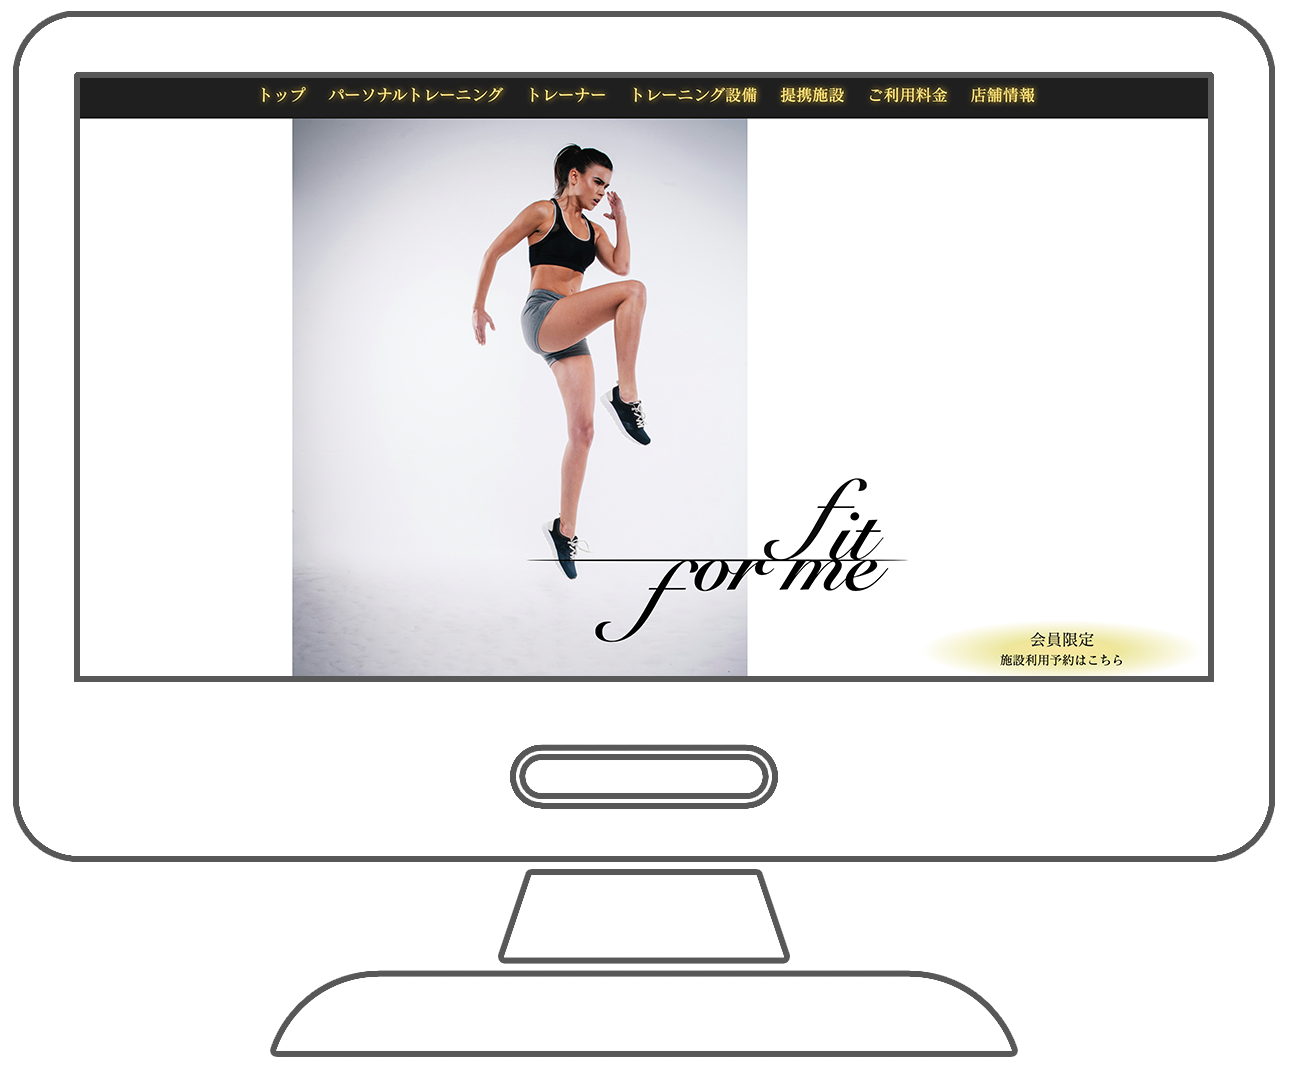 トップ パーソナルトレーニング トレーナー トレーニング設備 提携施設 ご利用料金 店舗情報
fit
for me
会員限定
施設利用予約はこちら